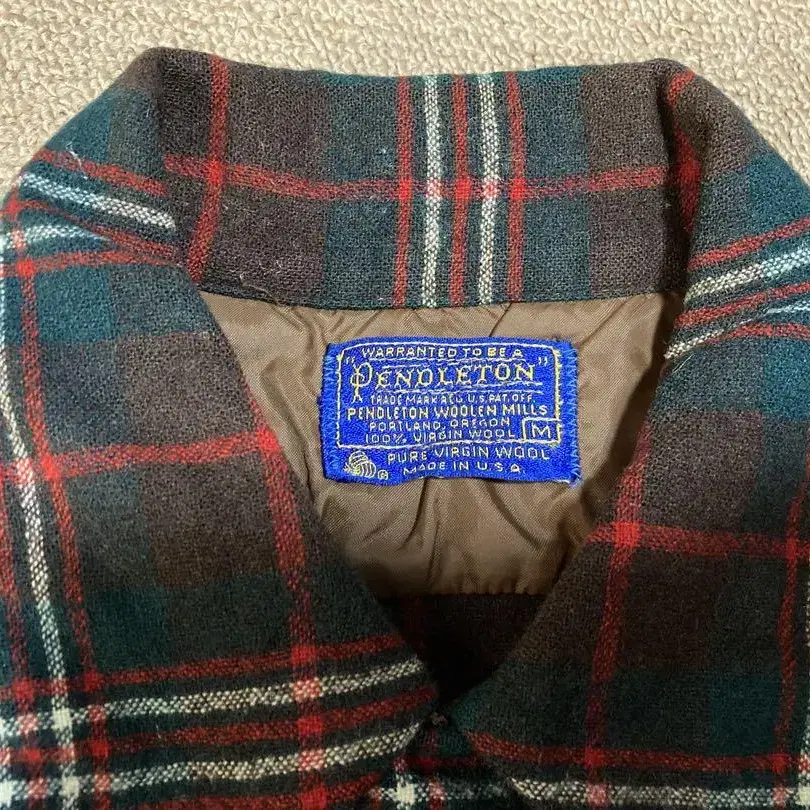 WARRANTED TO BE A
"PENDLETON"
TRADE MARK REG. U.S. PAT. OFF.
PENDLETON WOOLEN MILLS
PORTLAND, OREGON
100% VIRGIN WOOL M
PURE VIRGIN WOOL
MADE IN U.S.A.